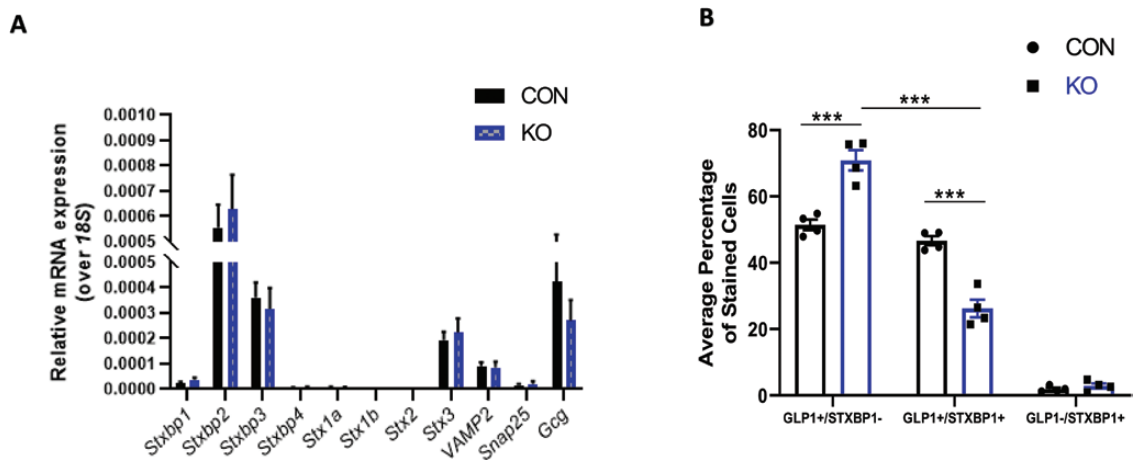 A
CON
KO
Relative mRNA expression
(over 18S)
0.0010
0.0009
0.0008
0.0007
0.0006
0.0005
0.0005
0.0004
0.0003
0.0002
0.0001
0.0000
Stxbp1
Stxbp2
Stxbp3
Stxbp4
Stx1a
Stx1b
Stx2
Stx3
VAMP2
Snap25
Gcg
B
CON
KO
***
***
***
Average Percentage
of Stained Cells
80
60
40
20
0
GLP1+/STXBP1-
GLP1+/STXBP1+
GLP1-/STXBP1+